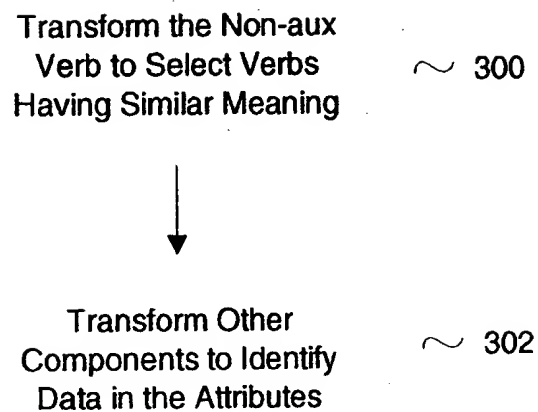 Transform the Non-aux
Verb to Select Verbs
Having Similar Meaning
~ 300
Transform Other
Components to Identify
Data in the Attributes
~ 302